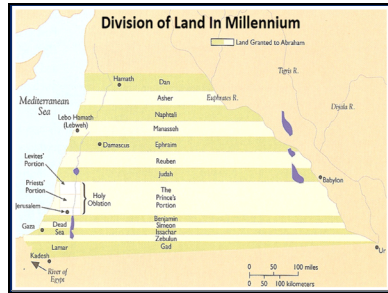 Division of Land In Millennium
Land Granted to Abraham
Hamath
Dan
Tigris R.
Asher
Euphrates R.
Mediterranean
Sea
Diyala R.
Naphtali
Lebo Hamath
(Lebweh)
Manasseh
Damascus
Ephraim
Reuben
Levites'
Portion
Judah
Babylon
Priests'
Portion
Holy
Oblation
The
Prince's
Portion
Jerusalem
Benjamin
Gaza
Dead
Sea
Simeon
Issachar
Zebulun
Lamar
Gad
Ur
Kadesh
River of
Egypt
0 50 100 miles
0 50 100 kilometers